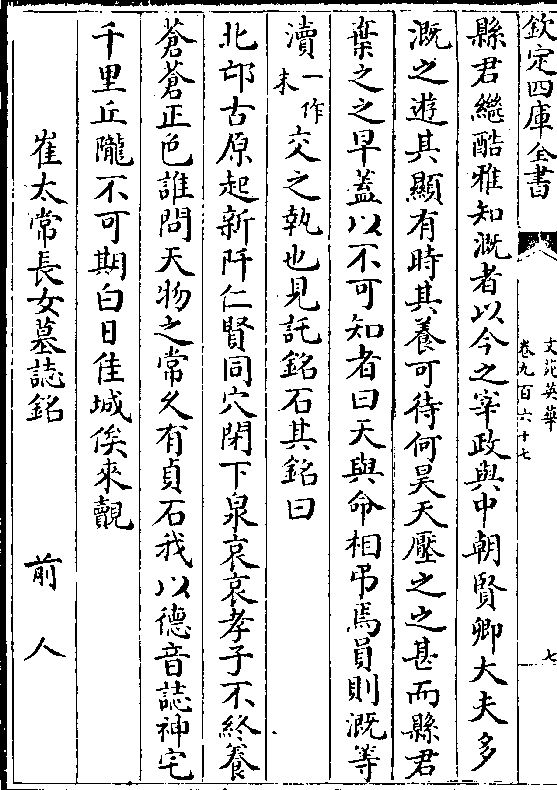 欽定四庫全書
文苑英華
卷九百六十七
七
縣君繼酷雅知溉者以今之宰政與中朝賢卿大夫多
溉之遊其顯有時其養可待何昊天壓之之甚而縣君
棄之之早蓋以不可知者曰天與命相弔焉員則溉等
瀆一作末交之執也見託銘石其銘曰
北邙古原起新阡仁賢同穴閉下泉哀哀孝子不終養
蒼蒼正色誰問天物之常久有貞石我以德音誌神宅
千里丘隴不可期白日佳城俟來覿
崔太常長女墓誌銘　前人